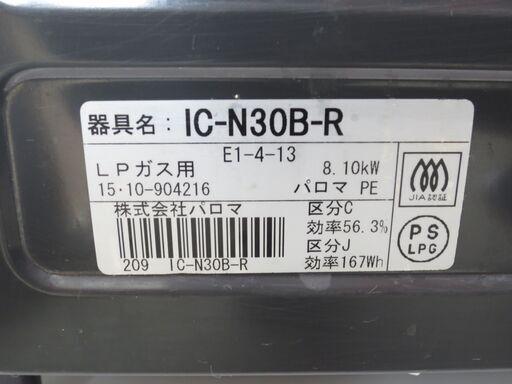 器具名：IC-N30B-R
E1-4-13
LPガス用 8.10kW
15・10-904216 パロマ PE
株式会社パロマ 区分C
効率56.3%
区分J
209 IC-N30B-R 効率167Wh
JIA認証
PS
LPG